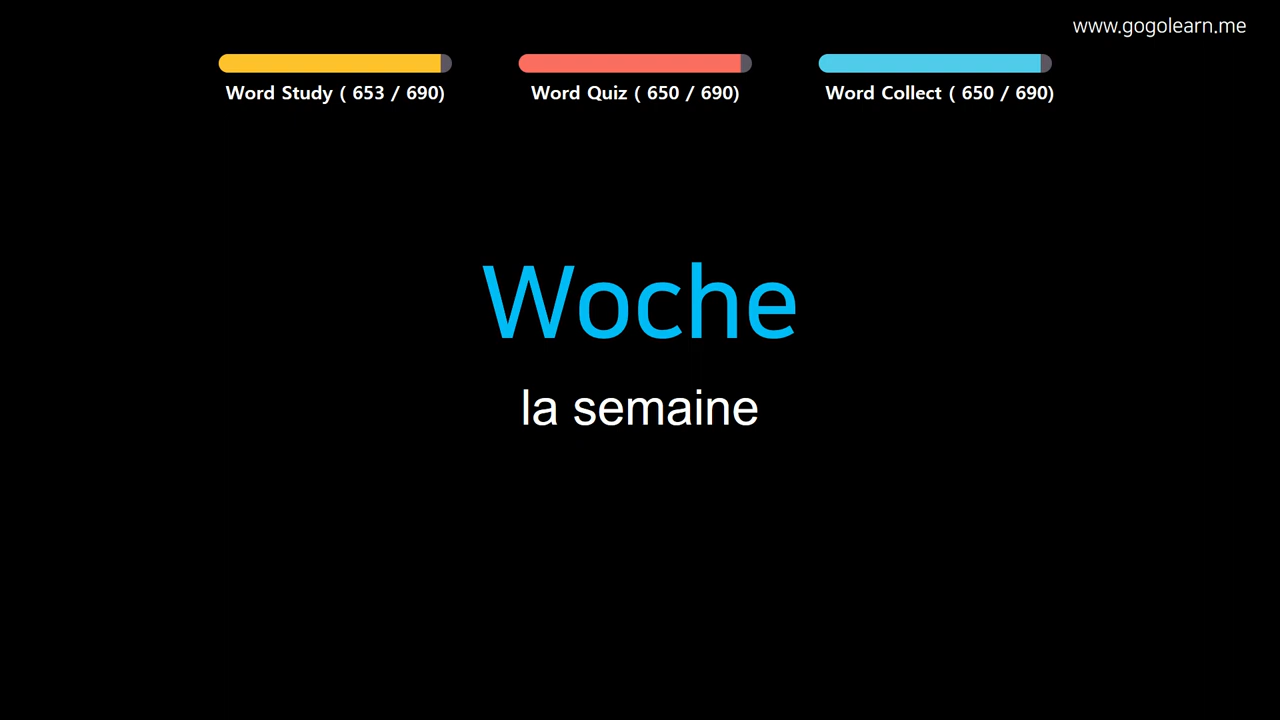 www.gogolearn.me
Word Study ( 653 / 690)
Word Quiz ( 650 / 690)
Word Collect ( 650 / 690)
Woche
la semaine